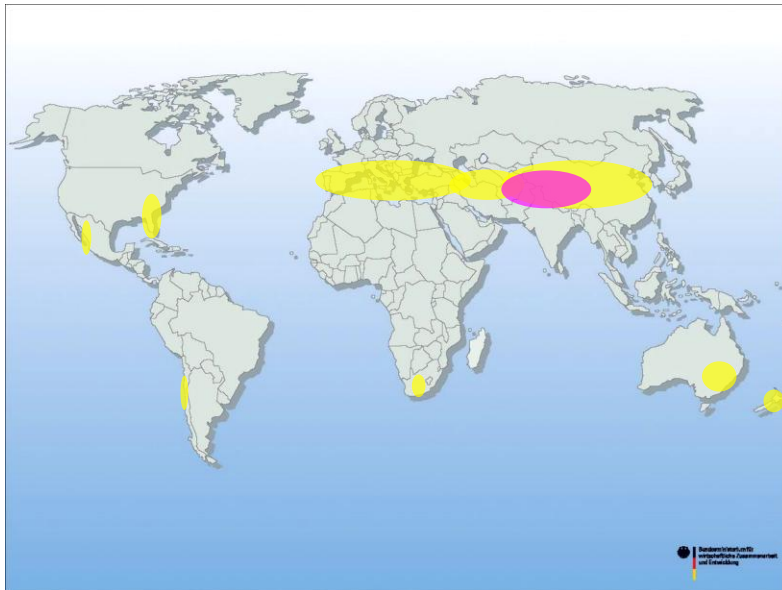 Bundesministerium für
wirtschaftliche Zusammenarbeit
und Entwicklung